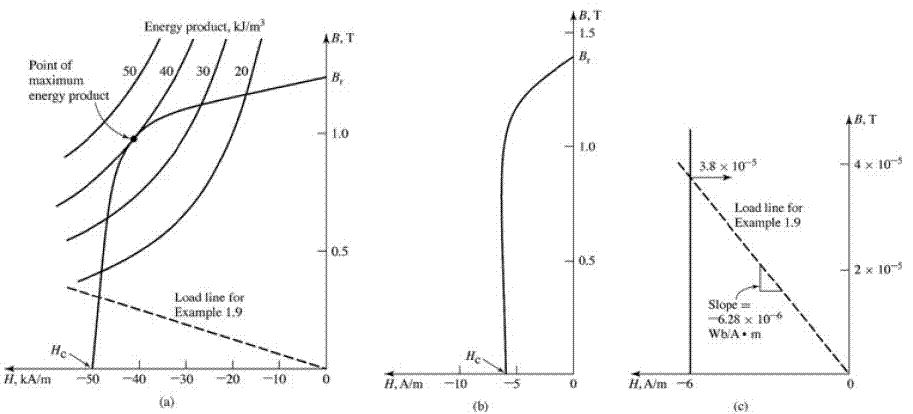 Energy product, kJ/m³
B, T
Point of
maximum
energy product
50
40
30
20
Bᵣ
1.0
0.5
Load line for
Example 1.9
H_C
H, kA/m
−50
−40
−30
−20
−10
0
(a)
B, T
1.5
Bᵣ
1.0
0.5
H_C
H, A/m
−10
−5
0
(b)
B, T
3.8 × 10⁻⁵
4 × 10⁻⁵
Load line for
Example 1.9
2 × 10⁻⁵
Slope =
−6.28 × 10⁻⁶
Wb/A • m
H, A/m
−6
0
(c)